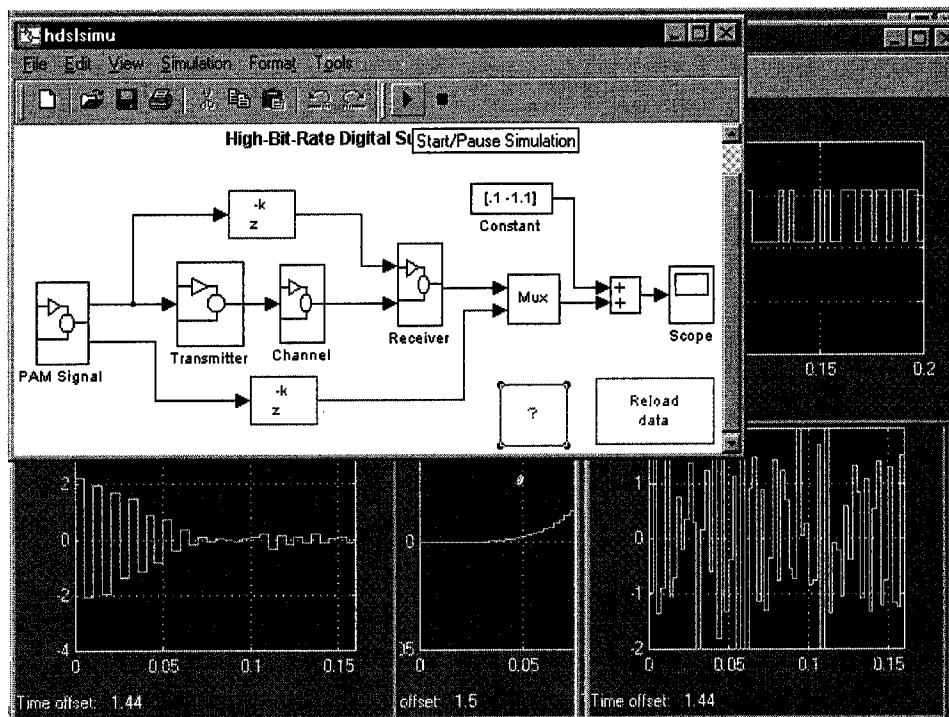 hdslsimu
File Edit View Simulation Format Tools
High-Bit-Rate Digital Su
Start/Pause Simulation
-k
z
[.1 -1.1]
Constant
PAM Signal
Transmitter
Channel
Receiver
Mux
+
+
Scope
-k
z
?
Reload
data
0.15
0.2
2
0
-2
-4
0
0.05
0.1
0.15
Time offset: 1.44
0
35
0
0.05
offset: 1.5
1
0
-1
-2
0
0.05
0.1
0.15
Time offset: 1.44